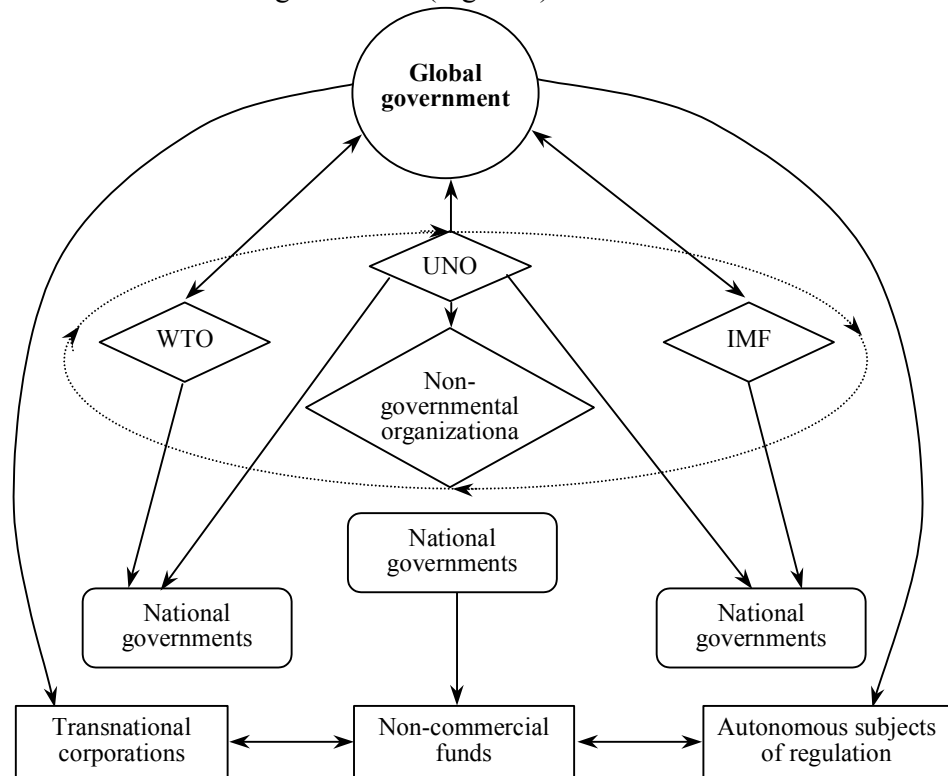 Global
government
UNO
WTO
IMF
Non-
governmental
organizationa
National
governments
National
governments
National
governments
Transnational
corporations
Non-commercial
funds
Autonomous subjects
of regulation